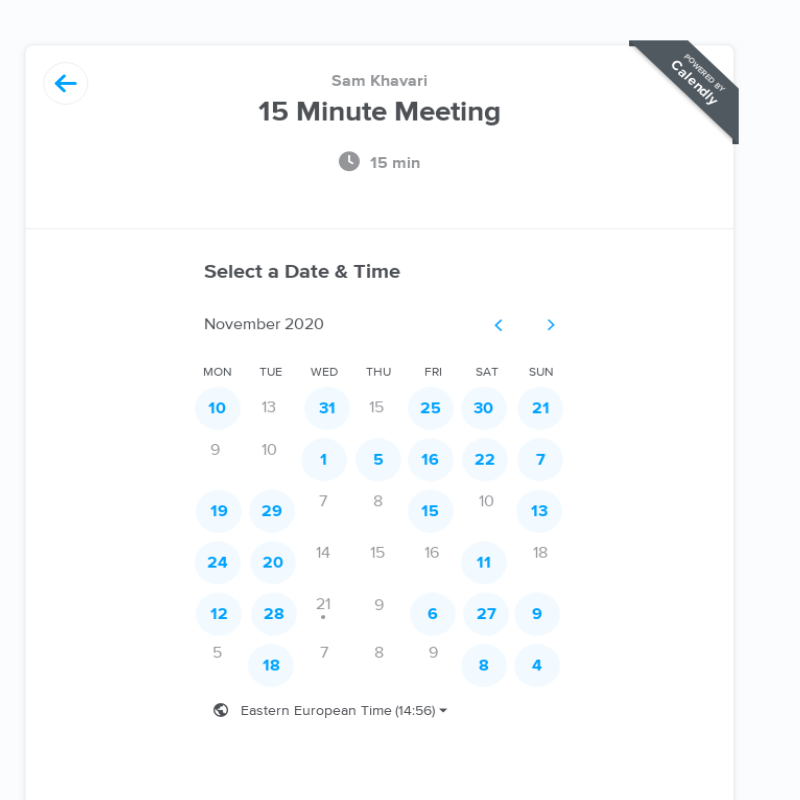 Sam Khavari
15 Minute Meeting
15 min
POWERED BY
Calendly
Select a Date & Time
November 2020
MON TUE WED THU FRI SAT SUN
10 13 31 15 25 30 21
9 10 1 5 16 22 7
19 29 7 8 15 10 13
24 20 14 15 16 11 18
12 28 21 9 6 27 9
5 18 7 8 9 8 4
Eastern European Time (14:56)